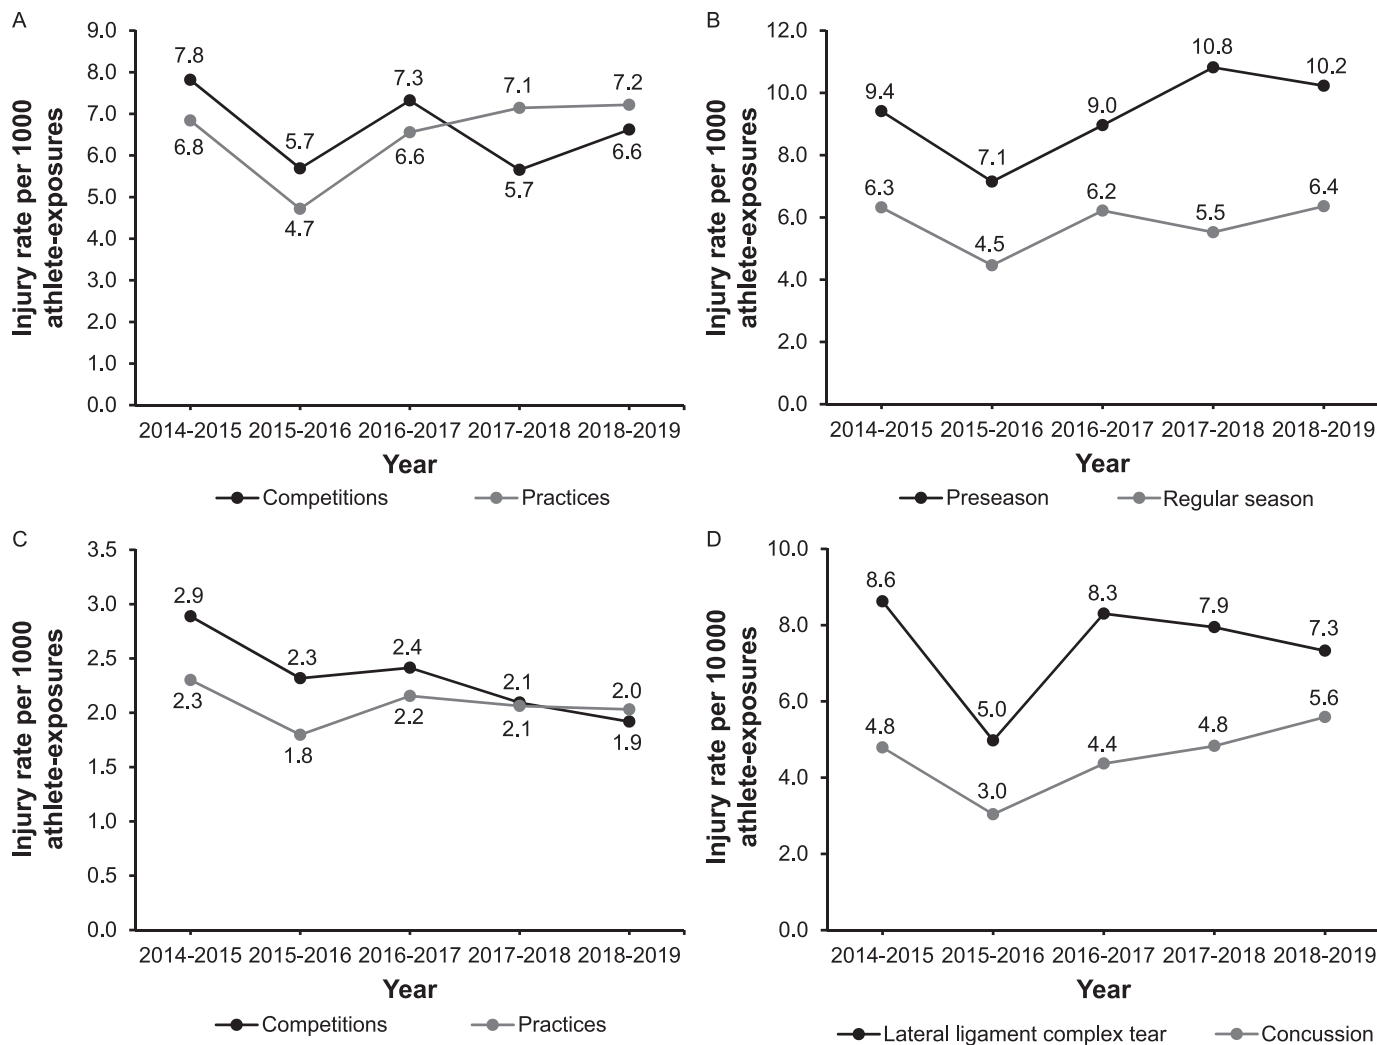 A
Injury rate per 1000
athlete-exposures
9.0
8.0
7.0
6.0
5.0
4.0
3.0
2.0
1.0
0.0
7.8
5.7
7.3
5.7
6.6
6.8
4.7
6.6
7.1
7.2
2014-2015 2015-2016 2016-2017 2017-2018 2018-2019
Year
Competitions Practices
B
Injury rate per 1000
athlete-exposures
12.0
10.0
8.0
6.0
4.0
2.0
0.0
9.4
7.1
9.0
10.8
10.2
6.3
4.5
6.2
5.5
6.4
2014-2015 2015-2016 2016-2017 2017-2018 2018-2019
Year
Preseason Regular season
C
Injury rate per 1000
athlete-exposures
3.5
3.0
2.5
2.0
1.5
1.0
0.5
0.0
2.9
2.3
2.4
2.1
1.9
2.3
1.8
2.2
2.1
2.0
2014-2015 2015-2016 2016-2017 2017-2018 2018-2019
Year
Competitions Practices
D
Injury rate per 10 000
athlete-exposures
10.0
8.0
6.0
4.0
2.0
0.0
8.6
5.0
8.3
7.9
7.3
4.8
3.0
4.4
4.8
5.6
2014-2015 2015-2016 2016-2017 2017-2018 2018-2019
Year
Lateral ligament complex tear Concussion